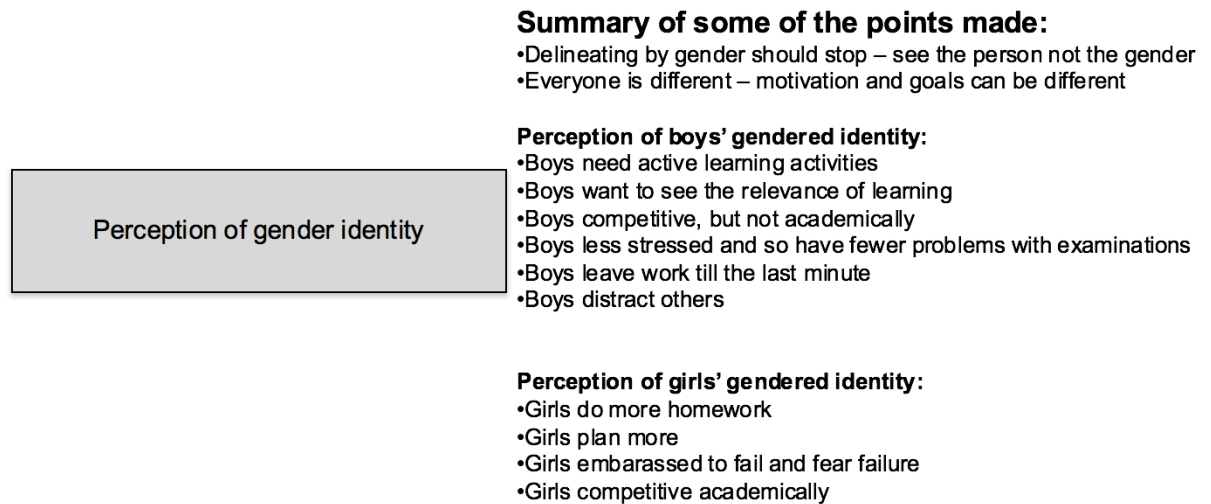 Summary of some of the points made:
•Delineating by gender should stop – see the person not the gender
•Everyone is different – motivation and goals can be different
Perception of boys’ gendered identity:
•Boys need active learning activities
•Boys want to see the relevance of learning
•Boys competitive, but not academically
•Boys less stressed and so have fewer problems with examinations
•Boys leave work till the last minute
•Boys distract others
Perception of gender identity
Perception of girls’ gendered identity:
•Girls do more homework
•Girls plan more
•Girls embarassed to fail and fear failure
•Girls competitive academically